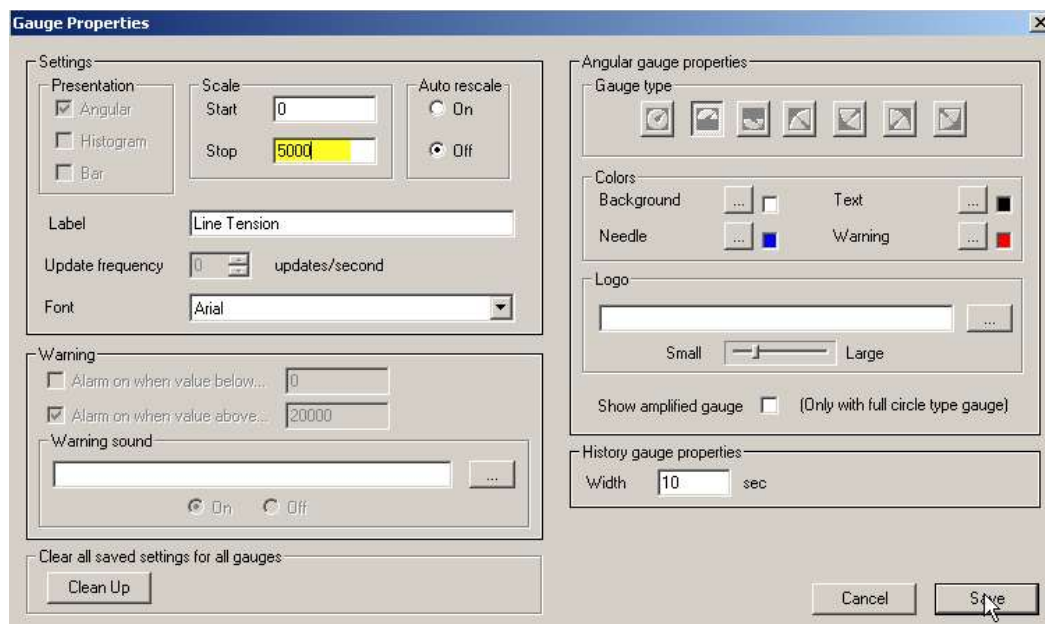 Gauge Properties
Settings
Presentation
Angular
Histogram
Bar
Scale
Start 0
Stop 5000
Auto rescale
On
Off
Label Line Tension
Update frequency 0 updates/second
Font Arial
Warning
Alarm on when value below... 0
Alarm on when value above... 20000
Warning sound
...
On Off
Clear all saved settings for all gauges
Clean Up
Angular gauge properties
Gauge type
Colors
Background ... Text ...
Needle ... Warning ...
Logo
...
Small Large
Show amplified gauge (Only with full circle type gauge)
History gauge properties
Width 10 sec
Cancel Save